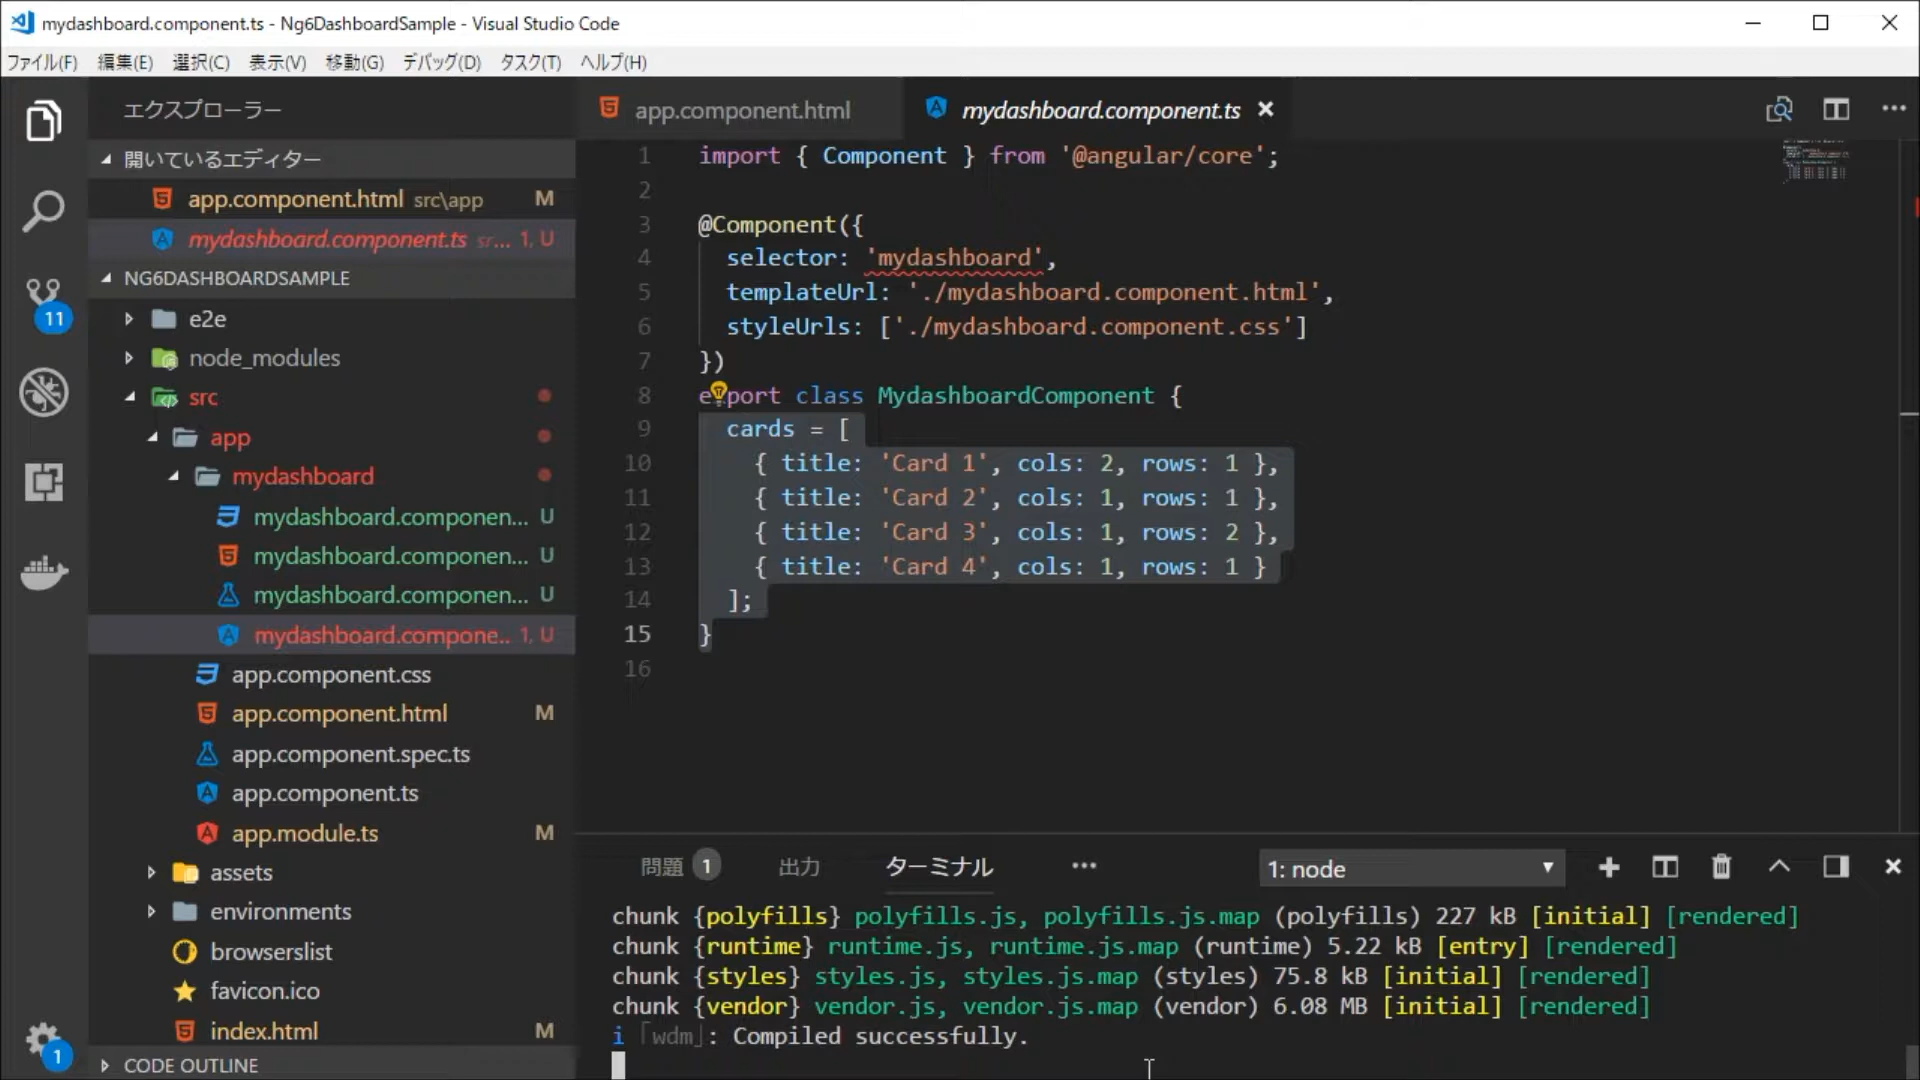 mydashboard.component.ts - Ng6DashboardSample - Visual Studio Code
ファイル(F) 編集(E) 選択(C) 表示(V) 移動(G) デバッグ(D) タスク(T) ヘルプ(H)
エクスプローラー
開いているエディター
app.component.html src\app M
mydashboard.component.ts sr... 1, U
NG6DASHBOARDSAMPLE
e2e
node_modules
src
app
mydashboard
mydashboard.componen... U
mydashboard.componen... U
mydashboard.componen... U
mydashboard.compone.. 1, U
app.component.css
app.component.html M
app.component.spec.ts
app.component.ts
app.module.ts M
assets
environments
browserslist
favicon.ico
index.html M
CODE OUTLINE
11
1
app.component.html
mydashboard.component.ts
1 import { Component } from '@angular/core';
2
3 @Component({
4 selector: 'mydashboard',
5 templateUrl: './mydashboard.component.html',
6 styleUrls: ['./mydashboard.component.css']
7 })
8 export class MydashboardComponent {
9 cards = [
10 { title: 'Card 1', cols: 2, rows: 1 },
11 { title: 'Card 2', cols: 1, rows: 1 },
12 { title: 'Card 3', cols: 1, rows: 2 },
13 { title: 'Card 4', cols: 1, rows: 1 }
14 ];
15 }
16
問題 1 出力 ターミナル 1: node
chunk {polyfills} polyfills.js, polyfills.js.map (polyfills) 227 kB [initial] [rendered]
chunk {runtime} runtime.js, runtime.js.map (runtime) 5.22 kB [entry] [rendered]
chunk {styles} styles.js, styles.js.map (styles) 75.8 kB [initial] [rendered]
chunk {vendor} vendor.js, vendor.js.map (vendor) 6.08 MB [initial] [rendered]
i ｢wdm｣: Compiled successfully.